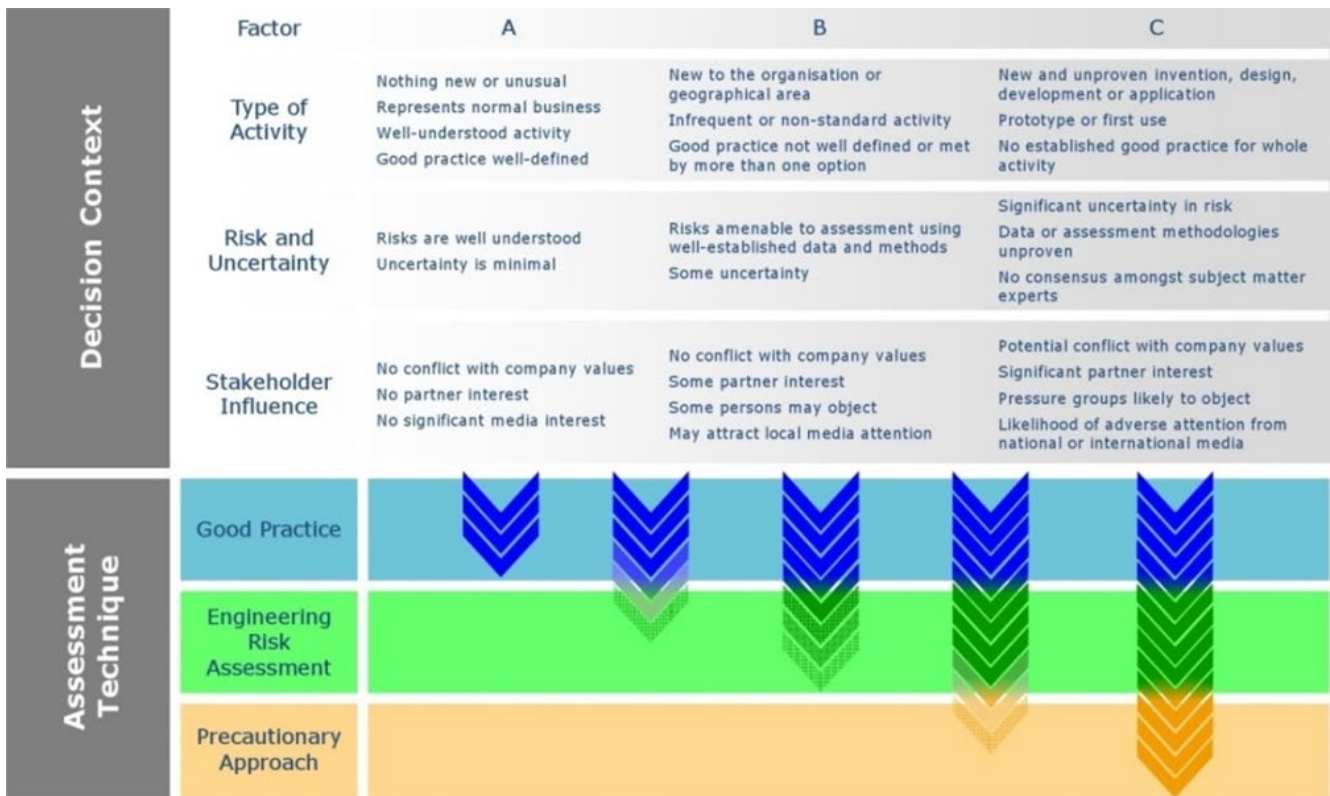 Decision Context
Factor
A
B
C
Type of
Activity
Nothing new or unusual
Represents normal business
Well-understood activity
Good practice well-defined
New to the organisation or
geographical area
Infrequent or non-standard activity
Good practice not well defined or met
by more than one option
New and unproven invention, design,
development or application
Prototype or first use
No established good practice for whole
activity
Risk and
Uncertainty
Risks are well understood
Uncertainty is minimal
Risks amenable to assessment using
well-established data and methods
Some uncertainty
Significant uncertainty in risk
Data or assessment methodologies
unproven
No consensus amongst subject matter
experts
Stakeholder
Influence
No conflict with company values
No partner interest
No significant media interest
No conflict with company values
Some partner interest
Some persons may object
May attract local media attention
Potential conflict with company values
Significant partner interest
Pressure groups likely to object
Likelihood of adverse attention from
national or international media
Assessment
Technique
Good Practice
Engineering
Risk
Assessment
Precautionary
Approach